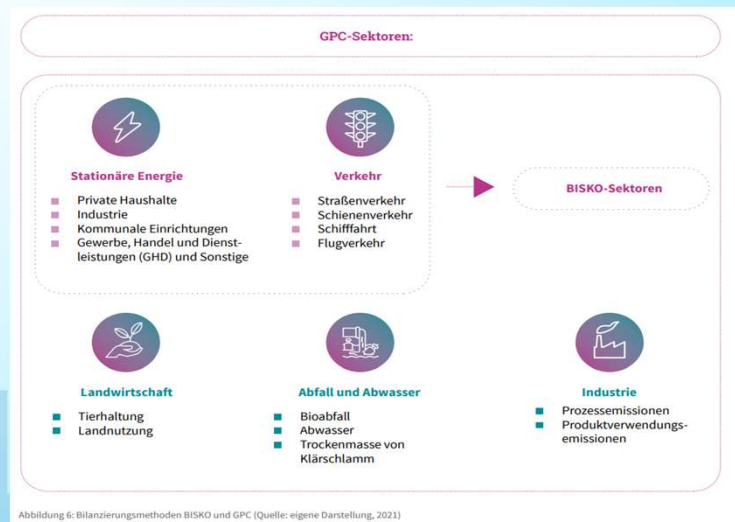 GPC-Sektoren:
Stationäre Energie
Private Haushalte
Industrie
Kommunale Einrichtungen
Gewerbe, Handel und Dienst-
leistungen (GHD) und Sonstige
Verkehr
Straßenverkehr
Schienenverkehr
Schifffahrt
Flugverkehr
BISKO-Sektoren
Landwirtschaft
Tierhaltung
Landnutzung
Abfall und Abwasser
Bioabfall
Abwasser
Trockenmasse von
Klärschlamm
Industrie
Prozessemissionen
Produktverwendungs-
emissionen
Abbildung 6: Bilanzierungsmethoden BISKO und GPC (Quelle: eigene Darstellung, 2021)